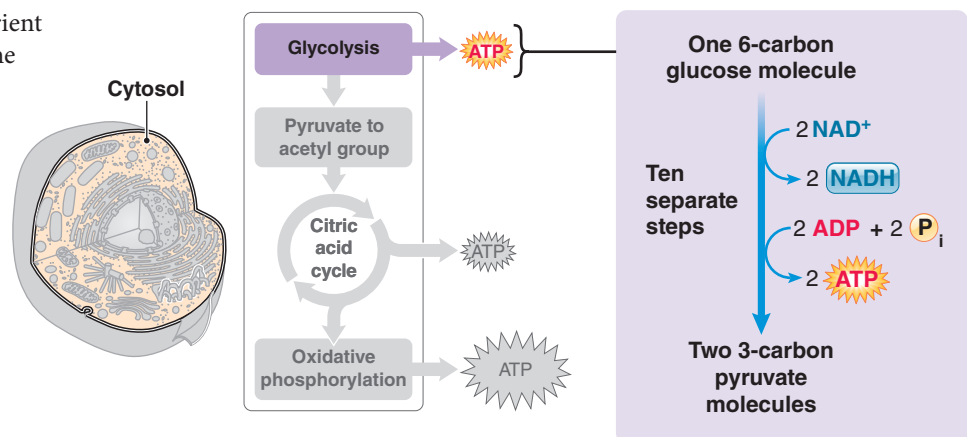 rient
ne
Cytosol
Glycolysis
ATP
Pyruvate to
acetyl group
Citric
acid
cycle
ATP
Oxidative
phosphorylation
ATP
One 6-carbon
glucose molecule
Ten
separate
steps
2 NAD⁺
2 NADH
2 ADP + 2 Pᵢ
2 ATP
Two 3-carbon
pyruvate
molecules